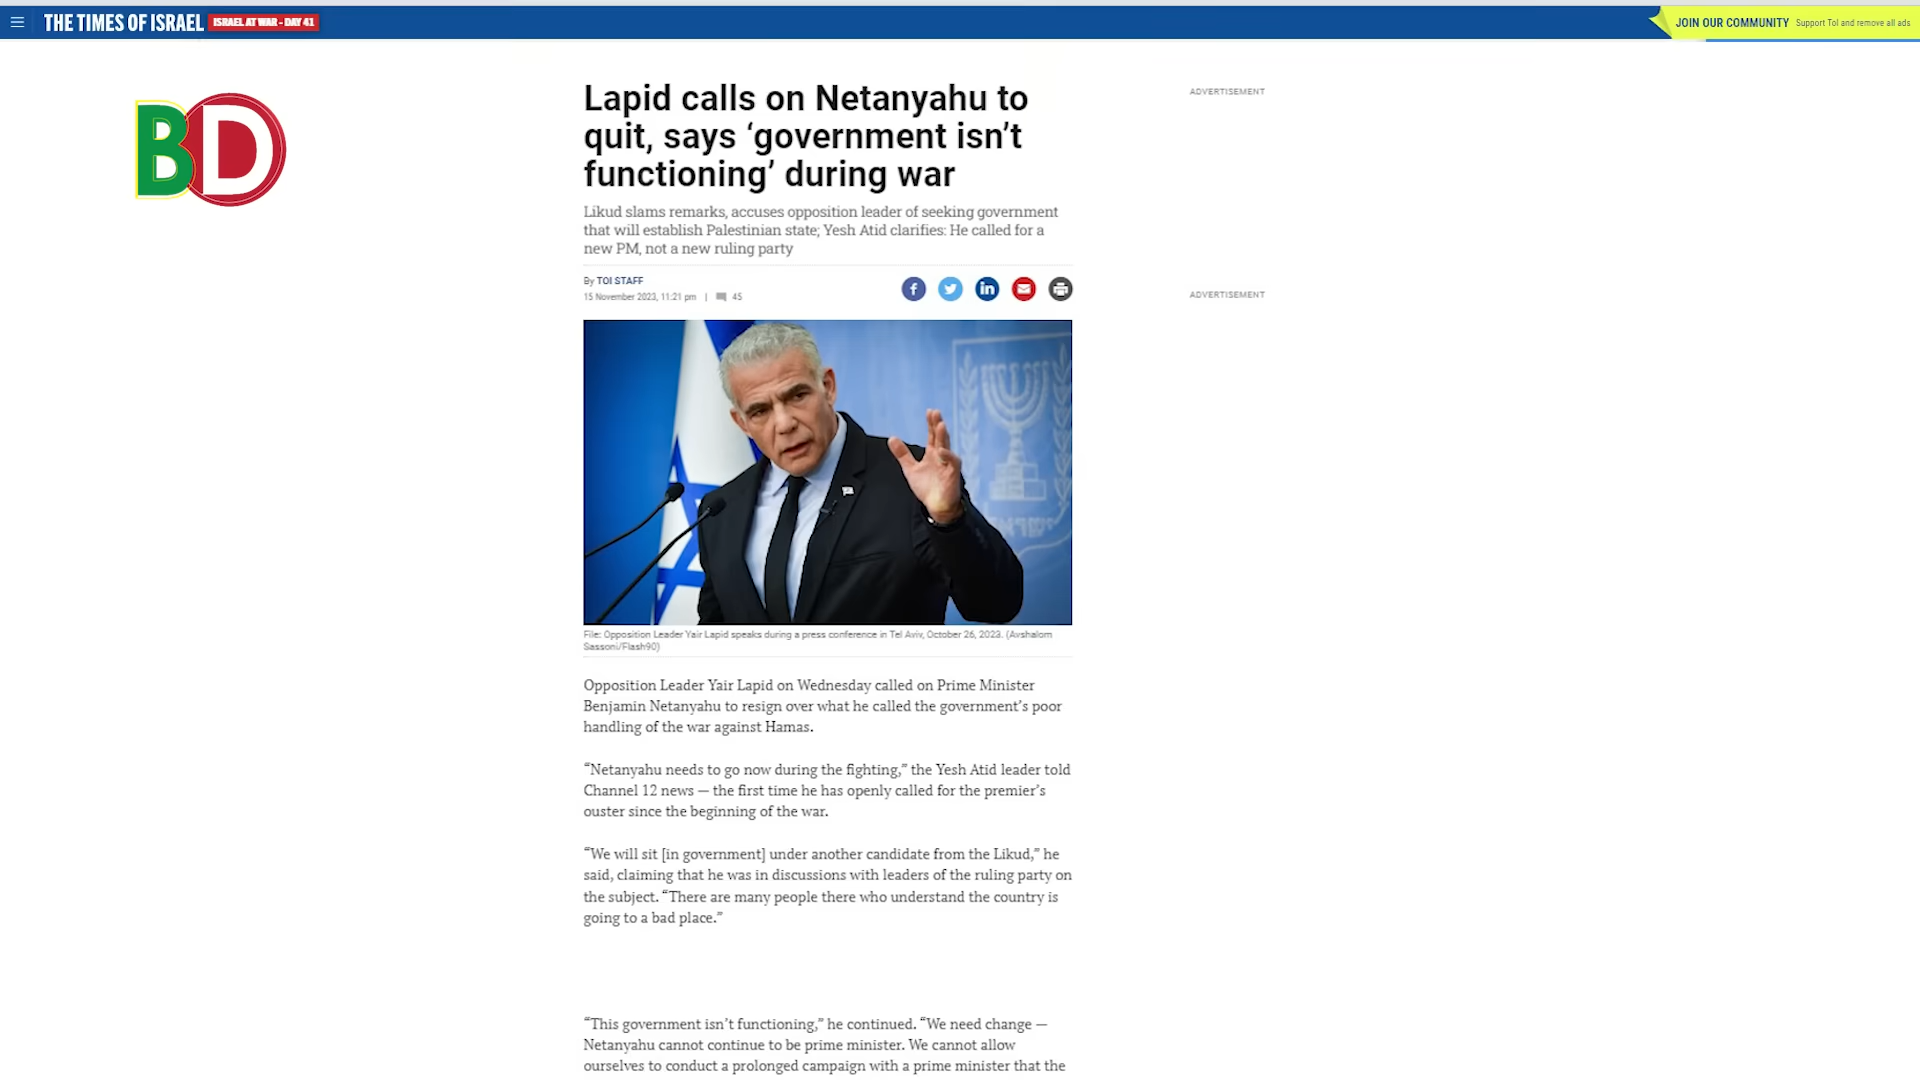 THE TIMES OF ISRAEL
ISRAEL AT WAR - DAY 41
JOIN OUR COMMUNITY Support ToI and remove all ads
BD
Lapid calls on Netanyahu to
quit, says ‘government isn’t
functioning’ during war
Likud slams remarks, accuses opposition leader of seeking government
that will establish Palestinian state; Yesh Atid clarifies: He called for a
new PM, not a new ruling party
By TOI STAFF
15 November 2023, 11:21 pm | 45
ADVERTISEMENT
ADVERTISEMENT
File: Opposition Leader Yair Lapid speaks during a press conference in Tel Aviv, October 26, 2023. (Avshalom
Sassoni/Flash90)
Opposition Leader Yair Lapid on Wednesday called on Prime Minister
Benjamin Netanyahu to resign over what he called the government’s poor
handling of the war against Hamas.
“Netanyahu needs to go now during the fighting,” the Yesh Atid leader told
Channel 12 news — the first time he has openly called for the premier’s
ouster since the beginning of the war.
“We will sit [in government] under another candidate from the Likud,” he
said, claiming that he was in discussions with leaders of the ruling party on
the subject. “There are many people there who understand the country is
going to a bad place.”
“This government isn’t functioning,” he continued. “We need change —
Netanyahu cannot continue to be prime minister. We cannot allow
ourselves to conduct a prolonged campaign with a prime minister that the